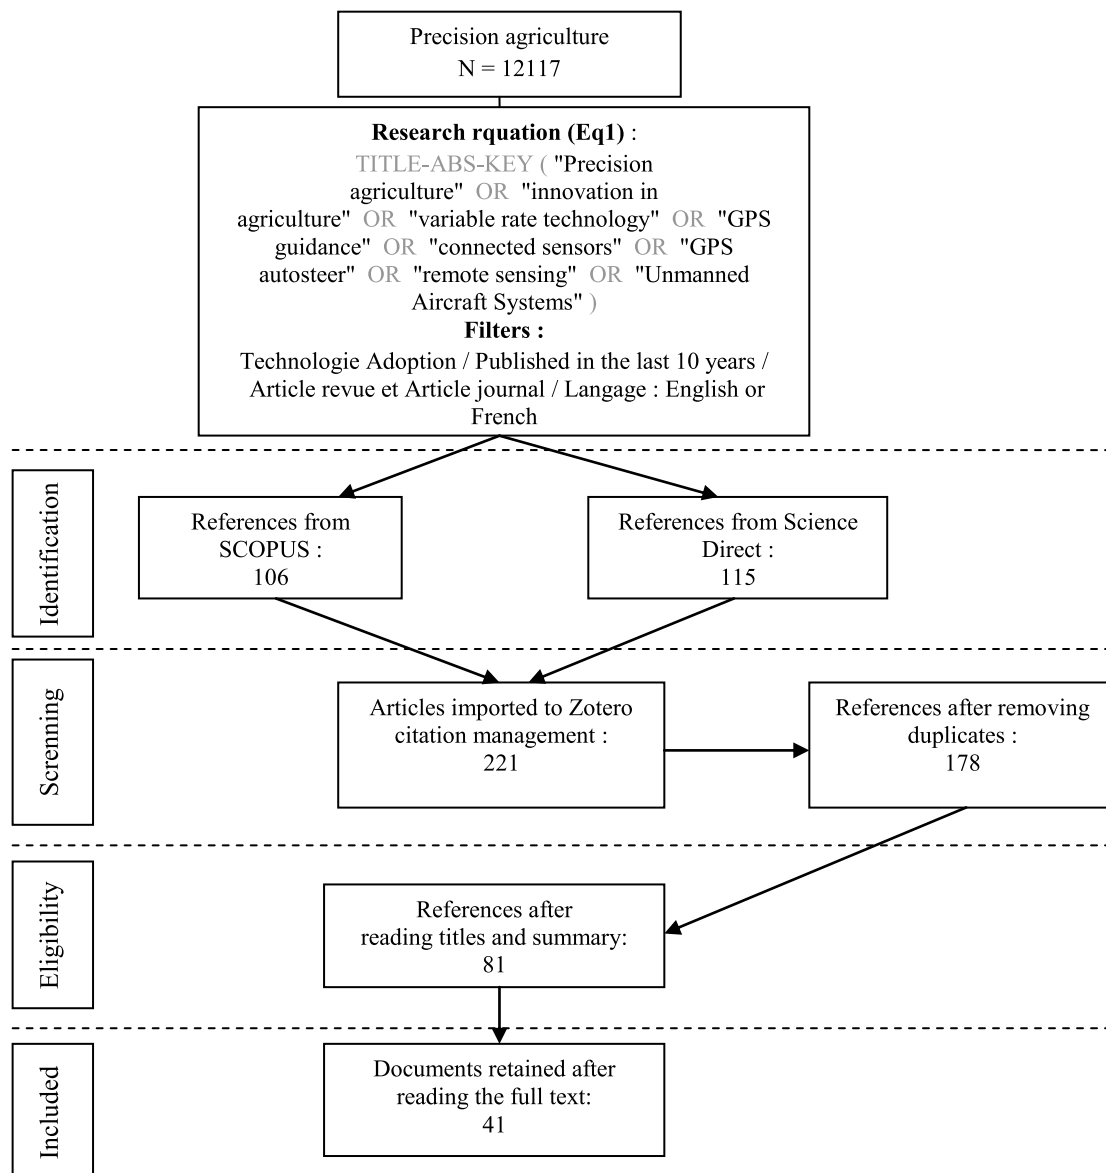 Precision agriculture
N = 12117
Research rquation (Eq1) :
TITLE-ABS-KEY ( "Precision
agriculture" OR "innovation in
agriculture" OR "variable rate technology" OR "GPS
guidance" OR "connected sensors" OR "GPS
autosteer" OR "remote sensing" OR "Unmanned
Aircraft Systems" )
Filters :
Technologie Adoption / Published in the last 10 years /
Article revue et Article journal / Langage : English or
French
Identification
References from
SCOPUS :
106
References from Science
Direct :
115
Screnning
Articles imported to Zotero
citation management :
221
References after removing
duplicates :
178
Eligibility
References after
reading titles and summary:
81
Included
Documents retained after
reading the full text:
41